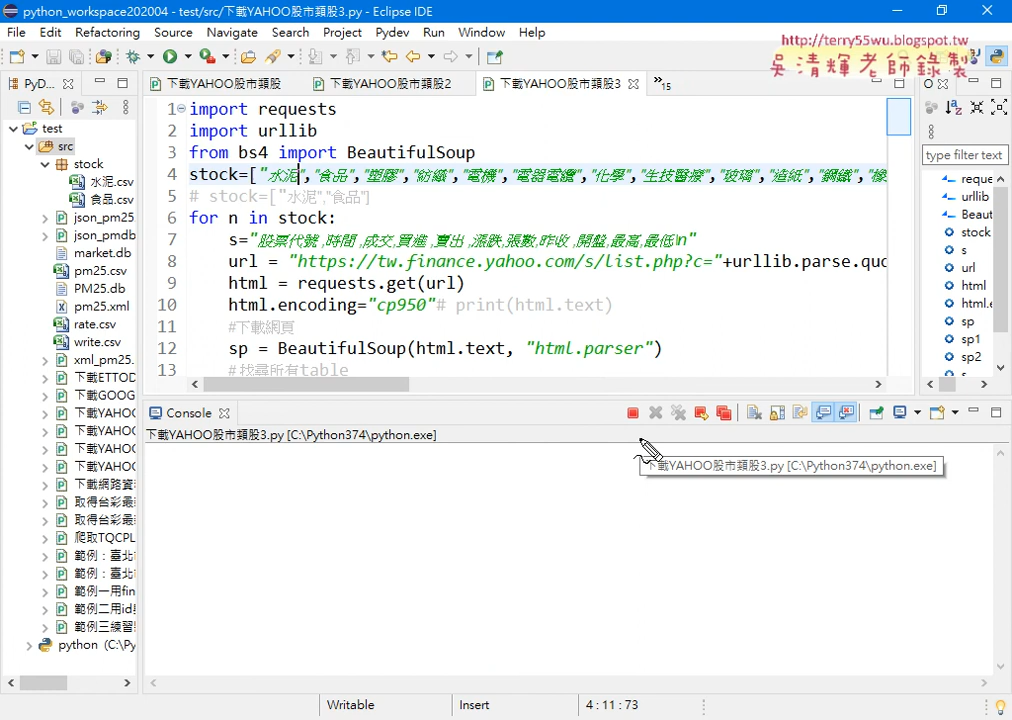 python_workspace202004 - test/src/下載YAHOO股市類股3.py - Eclipse IDE
File Edit Refactoring Source Navigate Search Project Pydev Run Window Help
http://terry55wu.blogspot.tw
吳清輝老師錄製
PyD...
下載YAHOO股市類股
下載YAHOO股市類股2
下載YAHOO股市類股3
»15
O
type filter text
test
src
stock
水泥.csv
食品.csv
json_pm25
json_pmdb
market.db
pm25.csv
PM25.db
pm25.xml
rate.csv
write.csv
xml_pm25.
下載ETTOD
下載GOOG
下載YAHO
下載YAHO
下載YAHO
下載YAHO
下載網路資
取得台彩最
取得台彩最
爬取TQCPL
範例：臺北
範例：臺北
範例一用fin
範例二用id
範例三練習
python (C:\Py
1 import requests
2 import urllib
3 from bs4 import BeautifulSoup
4 stock=["水泥","食品","塑膠","紡織","電機","電器電纜","化學","生技醫療","玻璃","造紙","鋼鐵","橡
5 # stock=["水泥","食品"]
6 for n in stock:
7 s="股票代號,時間,成交,買進,賣出,漲跌,張數,昨收,開盤,最高,最低\n"
8 url = "https://tw.finance.yahoo.com/s/list.php?c="+urllib.parse.quo
9 html = requests.get(url)
10 html.encoding="cp950"# print(html.text)
11 #下載網頁
12 sp = BeautifulSoup(html.text, "html.parser")
13 #找尋所有table
reque
urllib
Beaut
stock
s
url
html
html.e
sp
sp1
sp2
Console
下載YAHOO股市類股3.py [C:\Python374\python.exe]
下載YAHOO股市類股3.py [C:\Python374\python.exe]
Writable Insert 4 : 11 : 73